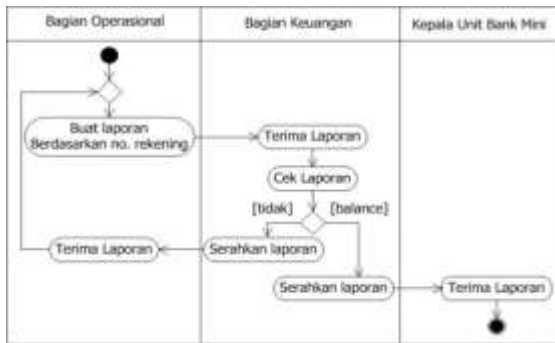 Bagian Operasional
Bagian Keuangan
Kepala Unit Bank Mini
Buat laporan
Berdasarkan no. rekening
Terima Laporan
Cek Laporan
[tidak]
[balance}
Terima Laporan
Serahkan laporan
Serahkan laporan
Terima Laporan